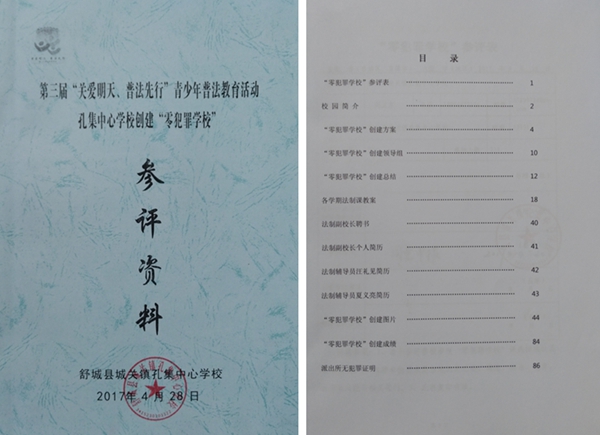 第三届“关爱明天、普法先行”青少年普法教育活动
孔集中心学校创建“零犯罪学校”
参评资料
舒城县城关镇孔集中心学校
2017年4月28日
目 录
“零犯罪学校”参评表 1
校园简介 2
“零犯罪学校”创建方案 4
“零犯罪学校”创建领导组 10
“零犯罪学校”创建总结 12
各学期法制课教案 18
法制副校长聘书 40
法制副校长个人简历 41
法制辅导员汪礼见简历 42
法制辅导员夏义亮简历 43
“零犯罪学校”创建图片 44
“零犯罪学校”创建成绩 84
派出所无犯罪证明 86